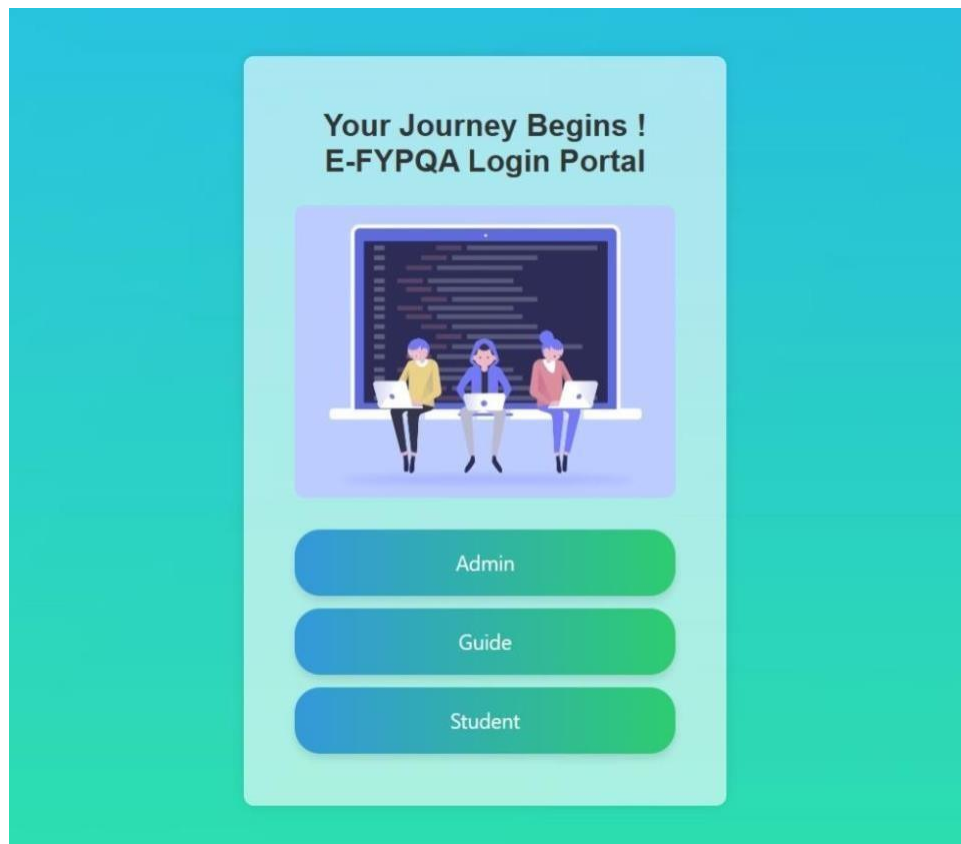 Your Journey Begins !
E-FYPQA Login Portal
Admin
Guide
Student